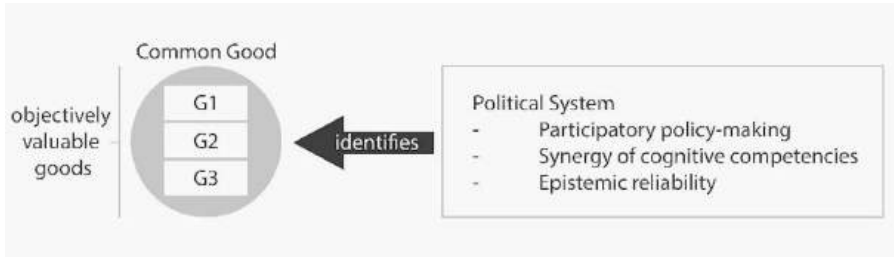 Common Good
objectively
valuable
goods
G1
G2
G3
identifies
Political System
- Participatory policy-making
- Synergy of cognitive competencies
- Epistemic reliability